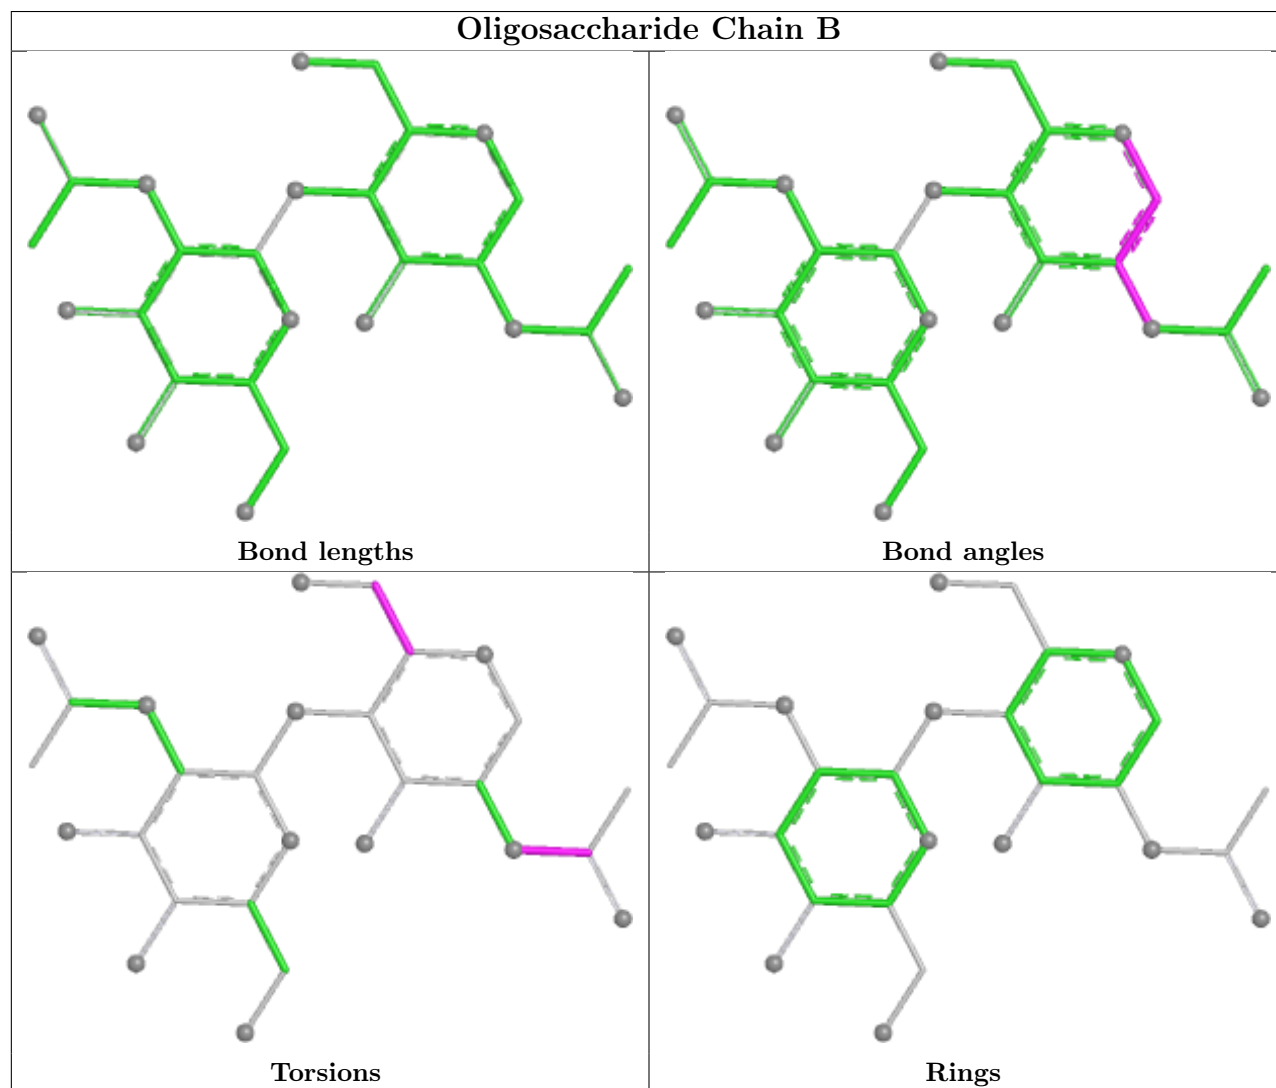 Oligosaccharide Chain B
Bond lengths
Bond angles
Torsions
Rings